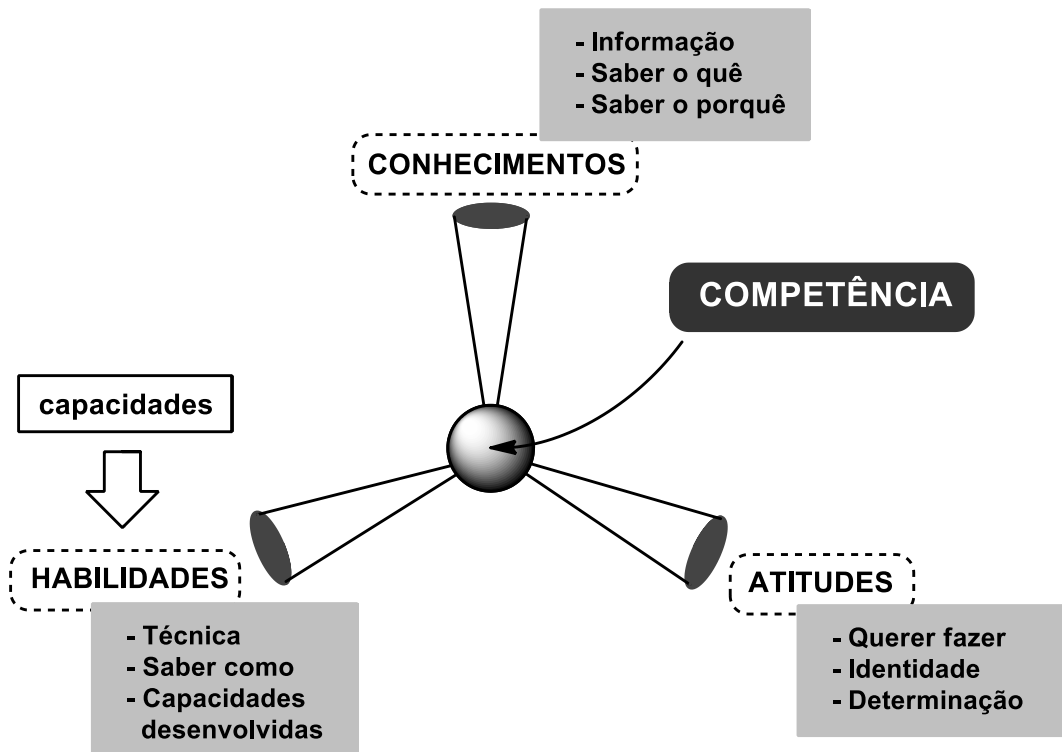 - Informação
- Saber o quê
- Saber o porquê
CONHECIMENTOS
COMPETÊNCIA
capacidades
HABILIDADES
- Técnica
- Saber como
- Capacidades
desenvolvidas
ATITUDES
- Querer fazer
- Identidade
- Determinação